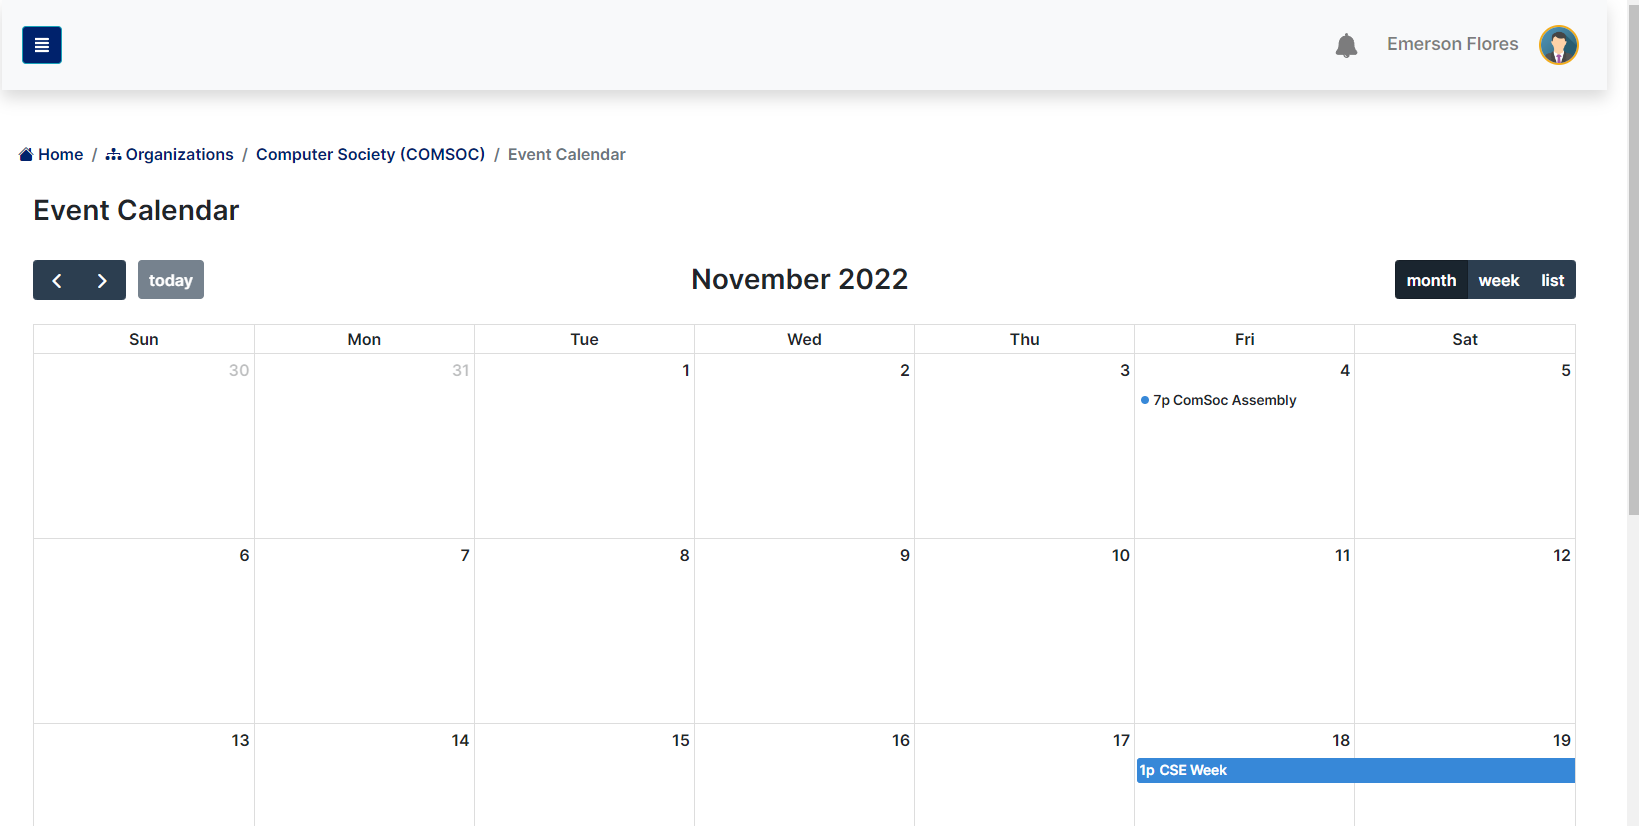 Emerson Flores
Home / Organizations / Computer Society (COMSOC) / Event Calendar
Event Calendar
today
November 2022
month week list
Sun Mon Tue Wed Thu Fri Sat
30 31 1 2 3 4 5
7p ComSoc Assembly
6 7 8 9 10 11 12
13 14 15 16 17 18 19
1p CSE Week